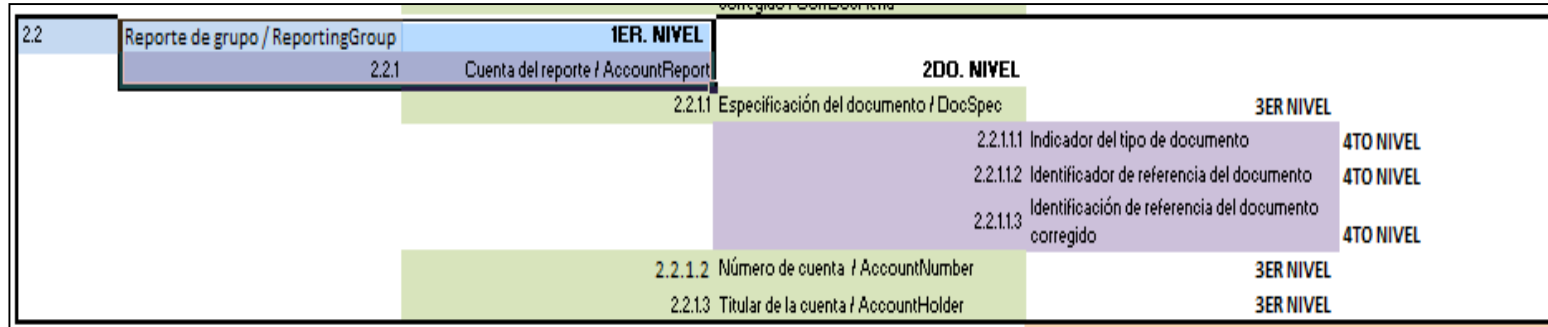 corregido / CorrDocRefId
2.2 Reporte de grupo / ReportingGroup 1ER. NIVEL
2.2.1 Cuenta del reporte / AccountReport 2DO. NIVEL
2.2.1.1 Especificación del documento / DocSpec 3ER NIVEL
2.2.1.1.1 Indicador del tipo de documento 4TO NIVEL
2.2.1.1.2 Identificador de referencia del documento 4TO NIVEL
2.2.1.1.3 Identificación de referencia del documento
corregido 4TO NIVEL
2.2.1.2 Número de cuenta / AccountNumber 3ER NIVEL
2.2.1.3 Titular de la cuenta / AccountHolder 3ER NIVEL